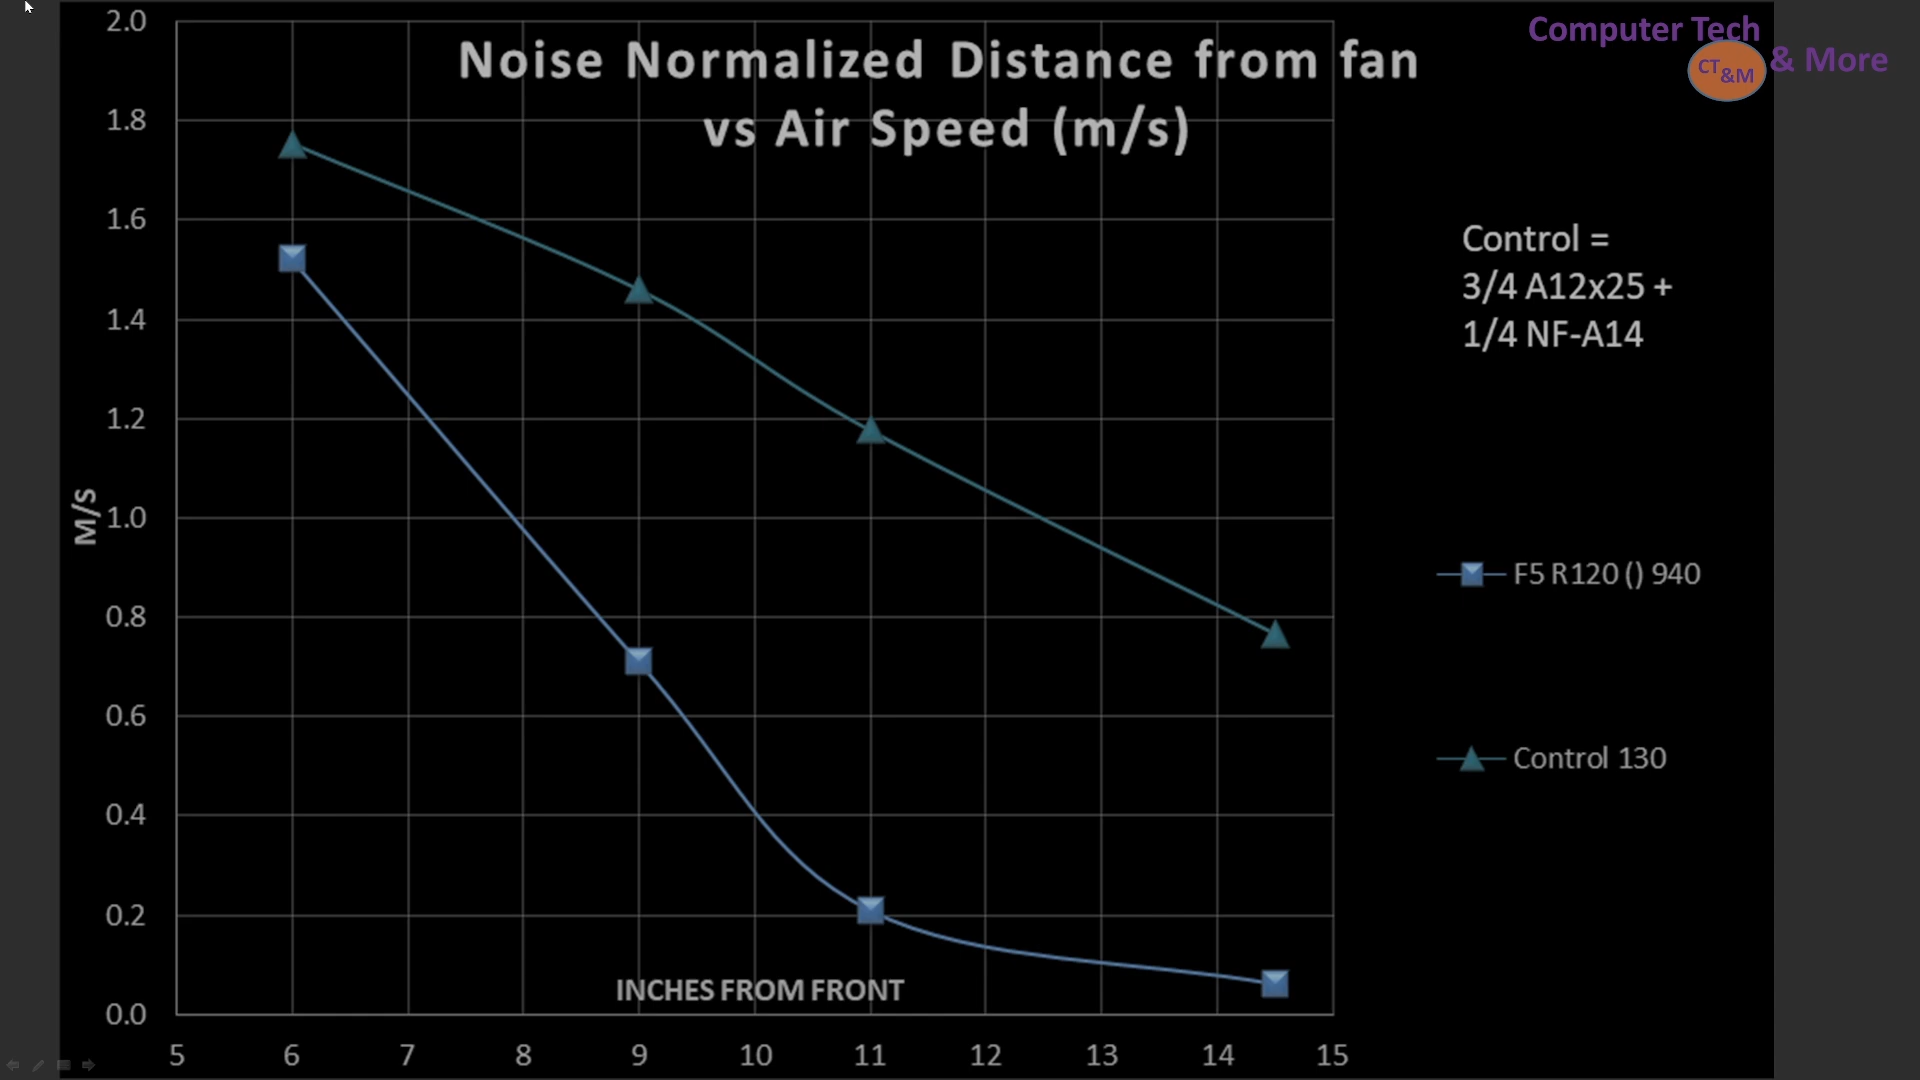 Noise Normalized Distance from fan
vs Air Speed (m/s)
Computer Tech
& More
CT
&M
2.0
1.8
1.6
1.4
1.2
1.0
0.8
0.6
0.4
0.2
0.0
M/S
INCHES FROM FRONT
5 6 7 8 9 10 11 12 13 14 15
Control =
3/4 A12x25 +
1/4 NF-A14
F5 R120 () 940
Control 130